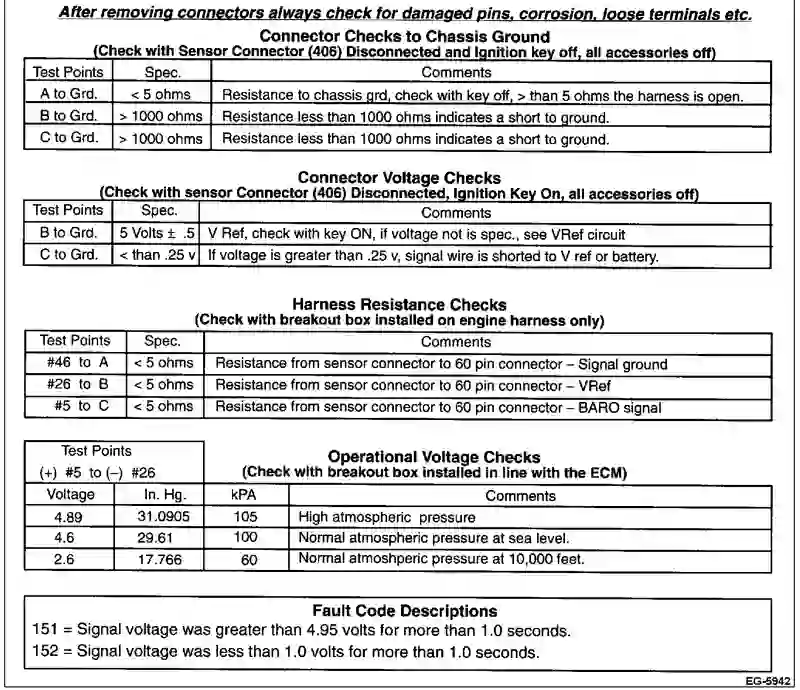 After removing connectors always check for damaged pins, corrosion, loose terminals etc.
Connector Checks to Chassis Ground
(Check with Sensor Connector (406) Disconnected and Ignition key off, all accessories off)
Test Points Spec. Comments
A to Grd. < 5 ohms Resistance to chassis grd, check with key off, > than 5 ohms the harness is open.
B to Grd. > 1000 ohms Resistance less than 1000 ohms indicates a short to ground.
C to Grd. > 1000 ohms Resistance less than 1000 ohms indicates a short to ground.
Connector Voltage Checks
(Check with sensor Connector (406) Disconnected, Ignition Key On, all accessories off)
Test Points Spec. Comments
B to Grd. 5 Volts ± .5 V Ref, check with key ON, if voltage not is spec., see VRef circuit
C to Grd. < than .25 v If voltage is greater than .25 v, signal wire is shorted to V ref or battery.
Harness Resistance Checks
(Check with breakout box installed on engine harness only)
Test Points Spec. Comments
#46 to A < 5 ohms Resistance from sensor connector to 60 pin connector – Signal ground
#26 to B < 5 ohms Resistance from sensor connector to 60 pin connector – VRef
#5 to C < 5 ohms Resistance from sensor connector to 60 pin connector – BARO signal
Test Points
(+) #5 to (–) #26
Operational Voltage Checks
(Check with breakout box installed in line with the ECM)
Voltage In. Hg. kPA Comments
4.89 31.0905 105 High atmospheric pressure
4.6 29.61 100 Normal atmospheric pressure at sea level.
2.6 17.766 60 Normal atmoshperic pressure at 10,000 feet.
Fault Code Descriptions
151 = Signal voltage was greater than 4.95 volts for more than 1.0 seconds.
152 = Signal voltage was less than 1.0 volts for more than 1.0 seconds.
EG-5942